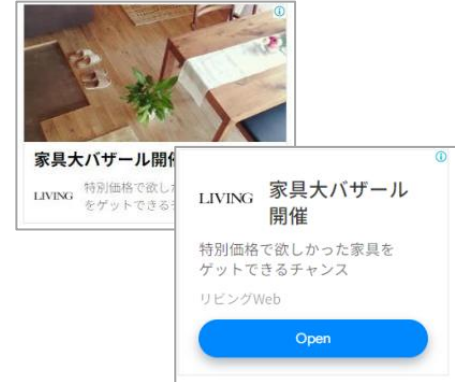 家具大バザール開催
LIVING
特別価格で欲し
をゲットできる
LIVING
家具大バザール
開催
特別価格で欲しかった家具を
ゲットできるチャンス
リビングWeb
Open